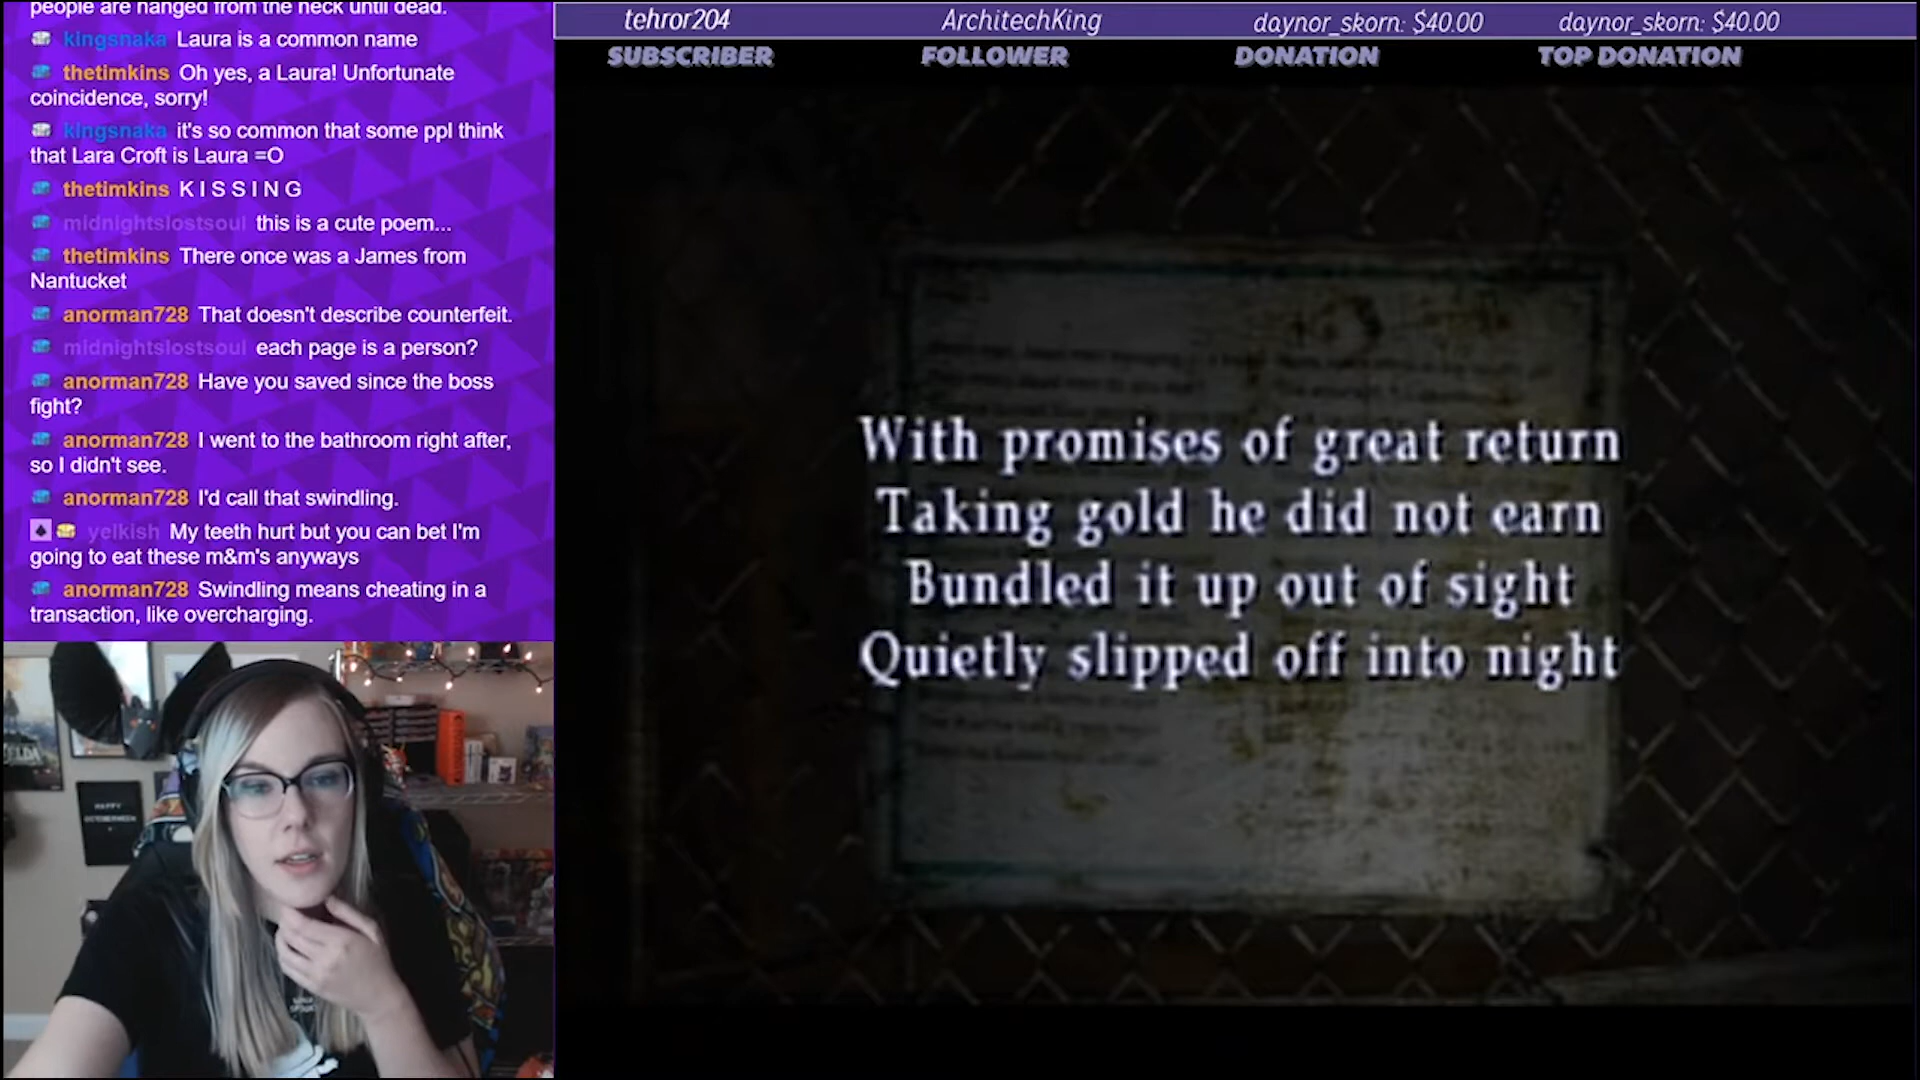 people are hanged from the neck until dead.
kingsnaka Laura is a common name
thetimkins Oh yes, a Laura! Unfortunate
coincidence, sorry!
kingsnaka it's so common that some ppl think
that Lara Croft is Laura =O
thetimkins K I S S I N G
midnightslostsoul this is a cute poem...
thetimkins There once was a James from
Nantucket
anorman728 That doesn't describe counterfeit.
midnightslostsoul each page is a person?
anorman728 Have you saved since the boss
fight?
anorman728 I went to the bathroom right after,
so I didn't see.
anorman728 I'd call that swindling.
yelkish My teeth hurt but you can bet I'm
going to eat these m&m's anyways
anorman728 Swindling means cheating in a
transaction, like overcharging.
tehror204
SUBSCRIBER
ArchitechKing
FOLLOWER
daynor_skorn: $40.00
DONATION
daynor_skorn: $40.00
TOP DONATION
With promises of great return
Taking gold he did not earn
Bundled it up out of sight
Quietly slipped off into night
HAPPY